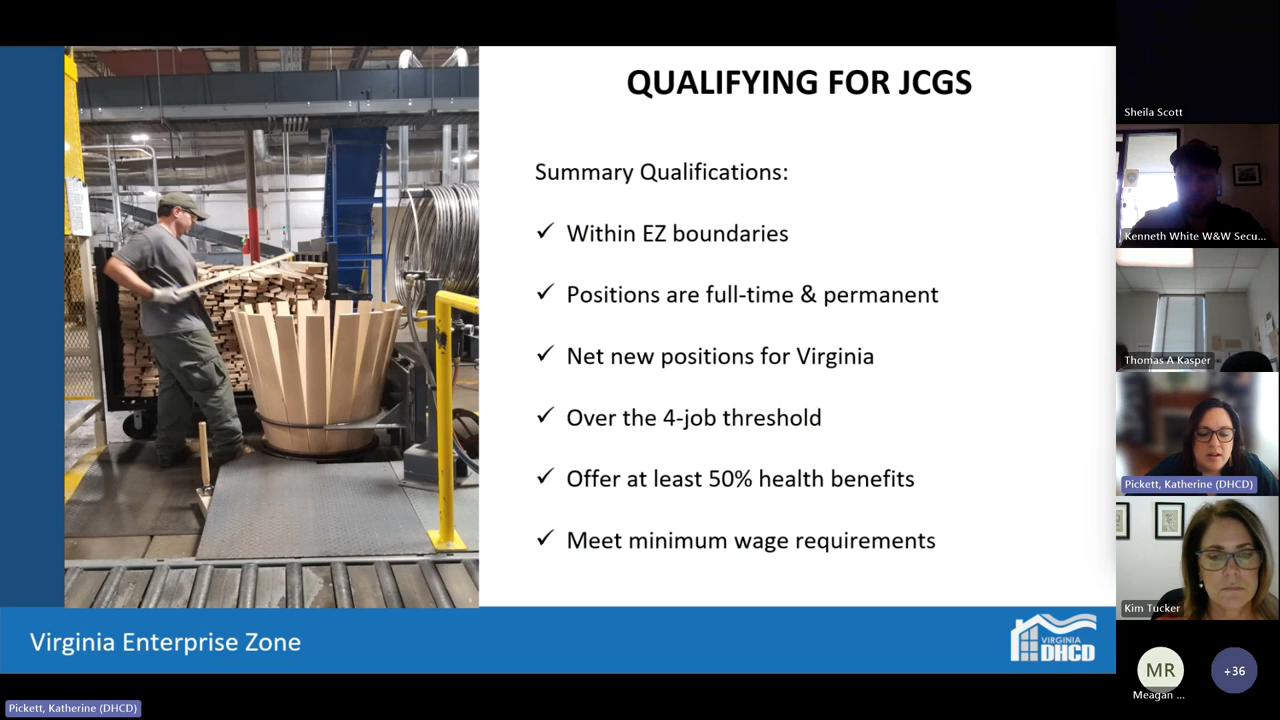 QUALIFYING FOR JCGS
Summary Qualifications:
✓ Within EZ boundaries
✓ Positions are full-time & permanent
✓ Net new positions for Virginia
✓ Over the 4-job threshold
✓ Offer at least 50% health benefits
✓ Meet minimum wage requirements
Virginia Enterprise Zone
VIRGINIA
DHCD
Sheila Scott
Kenneth White W&W Secu...
Thomas A Kasper
Pickett, Katherine (DHCD)
Kim Tucker
MR
+36
Meagan ...
Pickett, Katherine (DHCD)